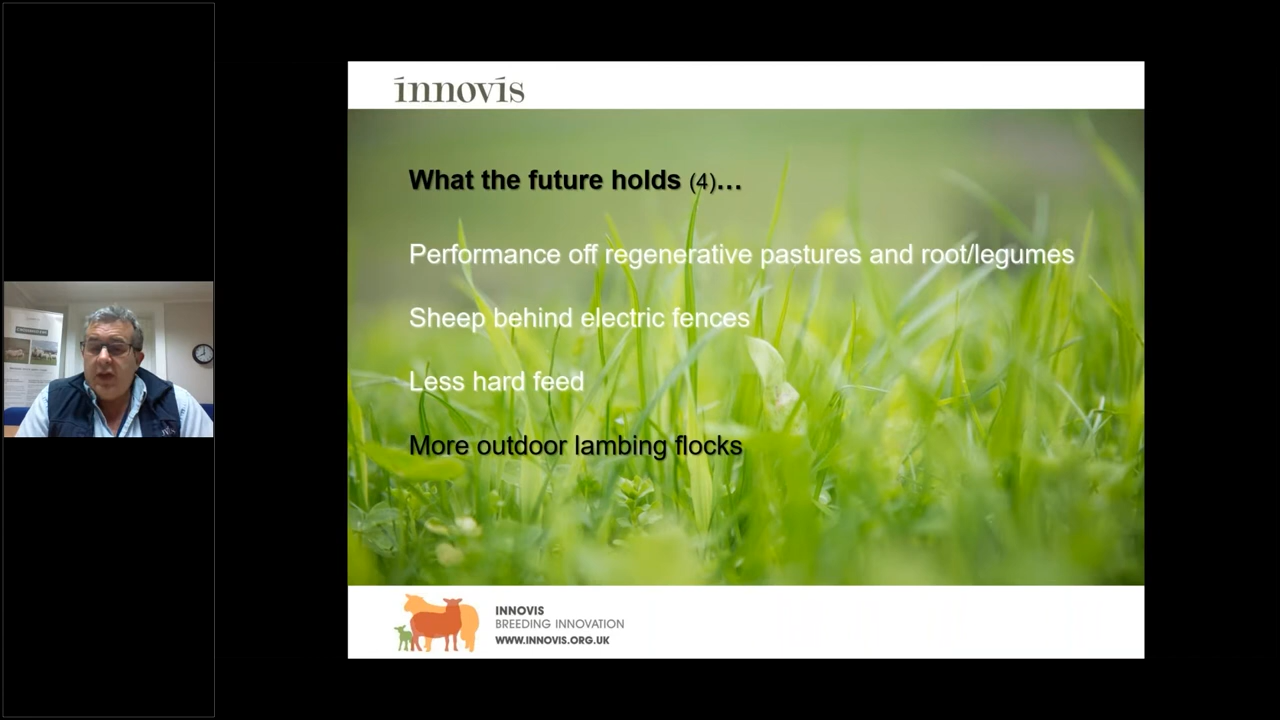 innovis
What the future holds (4)...
Performance off regenerative pastures and root/legumes
Sheep behind electric fences
Less hard feed
More outdoor lambing flocks
INNOVIS
BREEDING INNOVATION
WWW.INNOVIS.ORG.UK